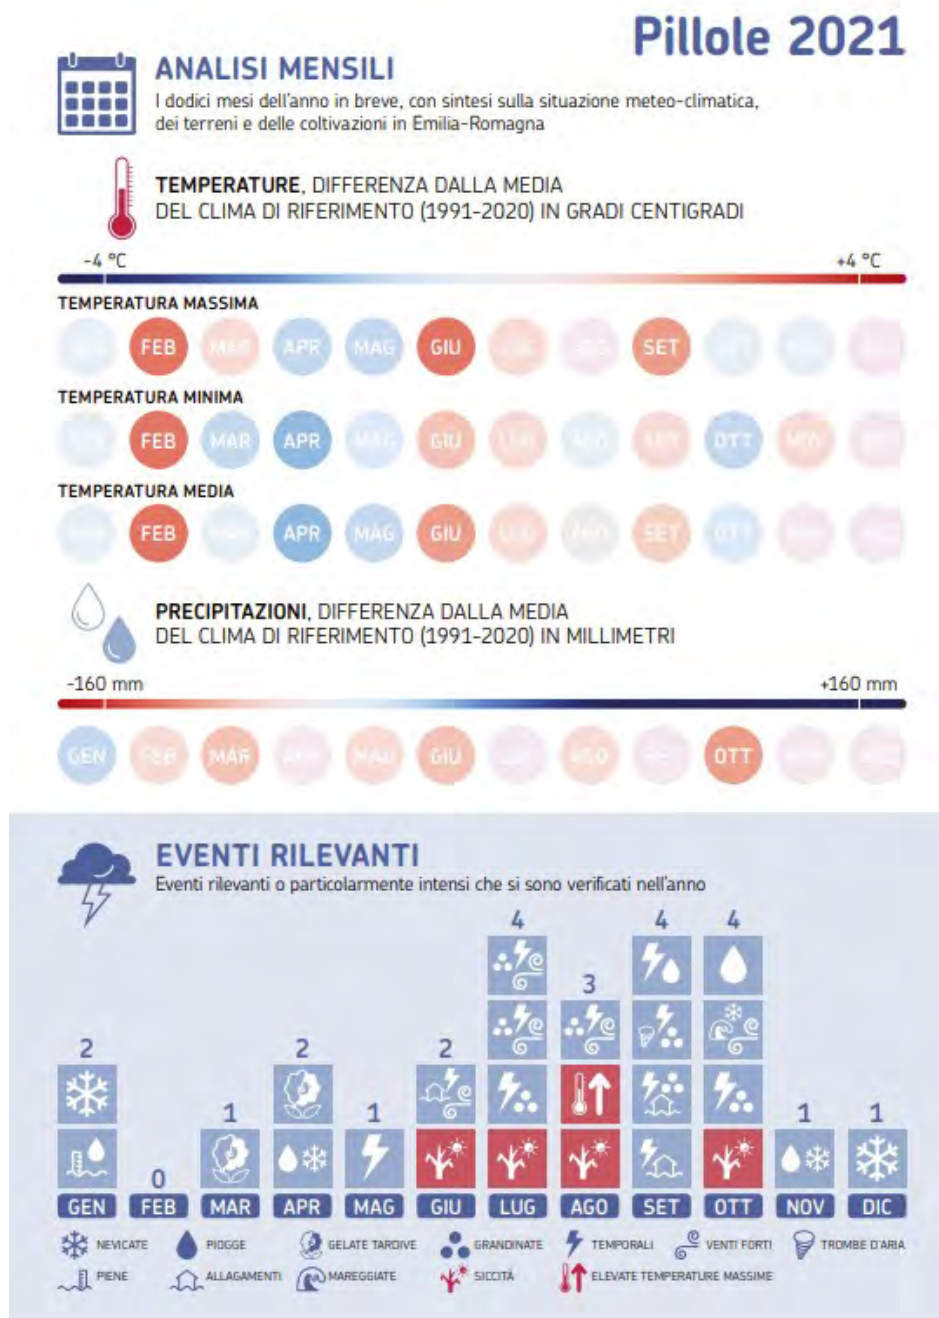 Pillole 2021
ANALISI MENSILI
I dodici mesi dell'anno in breve, con sintesi sulla situazione meteo-climatica,
dei terreni e delle coltivazioni in Emilia-Romagna
TEMPERATURE, DIFFERENZA DALLA MEDIA
DEL CLIMA DI RIFERIMENTO (1991-2020) IN GRADI CENTIGRADI
-4 °C +4 °C
TEMPERATURA MASSIMA
FEB MAR APR MAG GIU SET
TEMPERATURA MINIMA
FEB MAR APR MAG GIU LUG AGO SET OTT NOV
TEMPERATURA MEDIA
FEB APR MAG GIU LUG AGO SET OTT
PRECIPITAZIONI, DIFFERENZA DALLA MEDIA
DEL CLIMA DI RIFERIMENTO (1991-2020) IN MILLIMETRI
-160 mm +160 mm
GEN FEB MAR APR MAG GIU AGO OTT
EVENTI RILEVANTI
Eventi rilevanti o particolarmente intensi che si sono verificati nell'anno
4 4 4
3
2 2 2
1 1 1 1
0
GEN FEB MAR APR MAG GIU LUG AGO SET OTT NOV DIC
NEVICATE PIOGGE GELATE TARDIVE GRANDINATE TEMPORALI VENTI FORTI TROMBE D'ARIA
PIENE ALLAGAMENTI MAREGGIATE SICCITÀ ELEVATE TEMPERATURE MASSIME